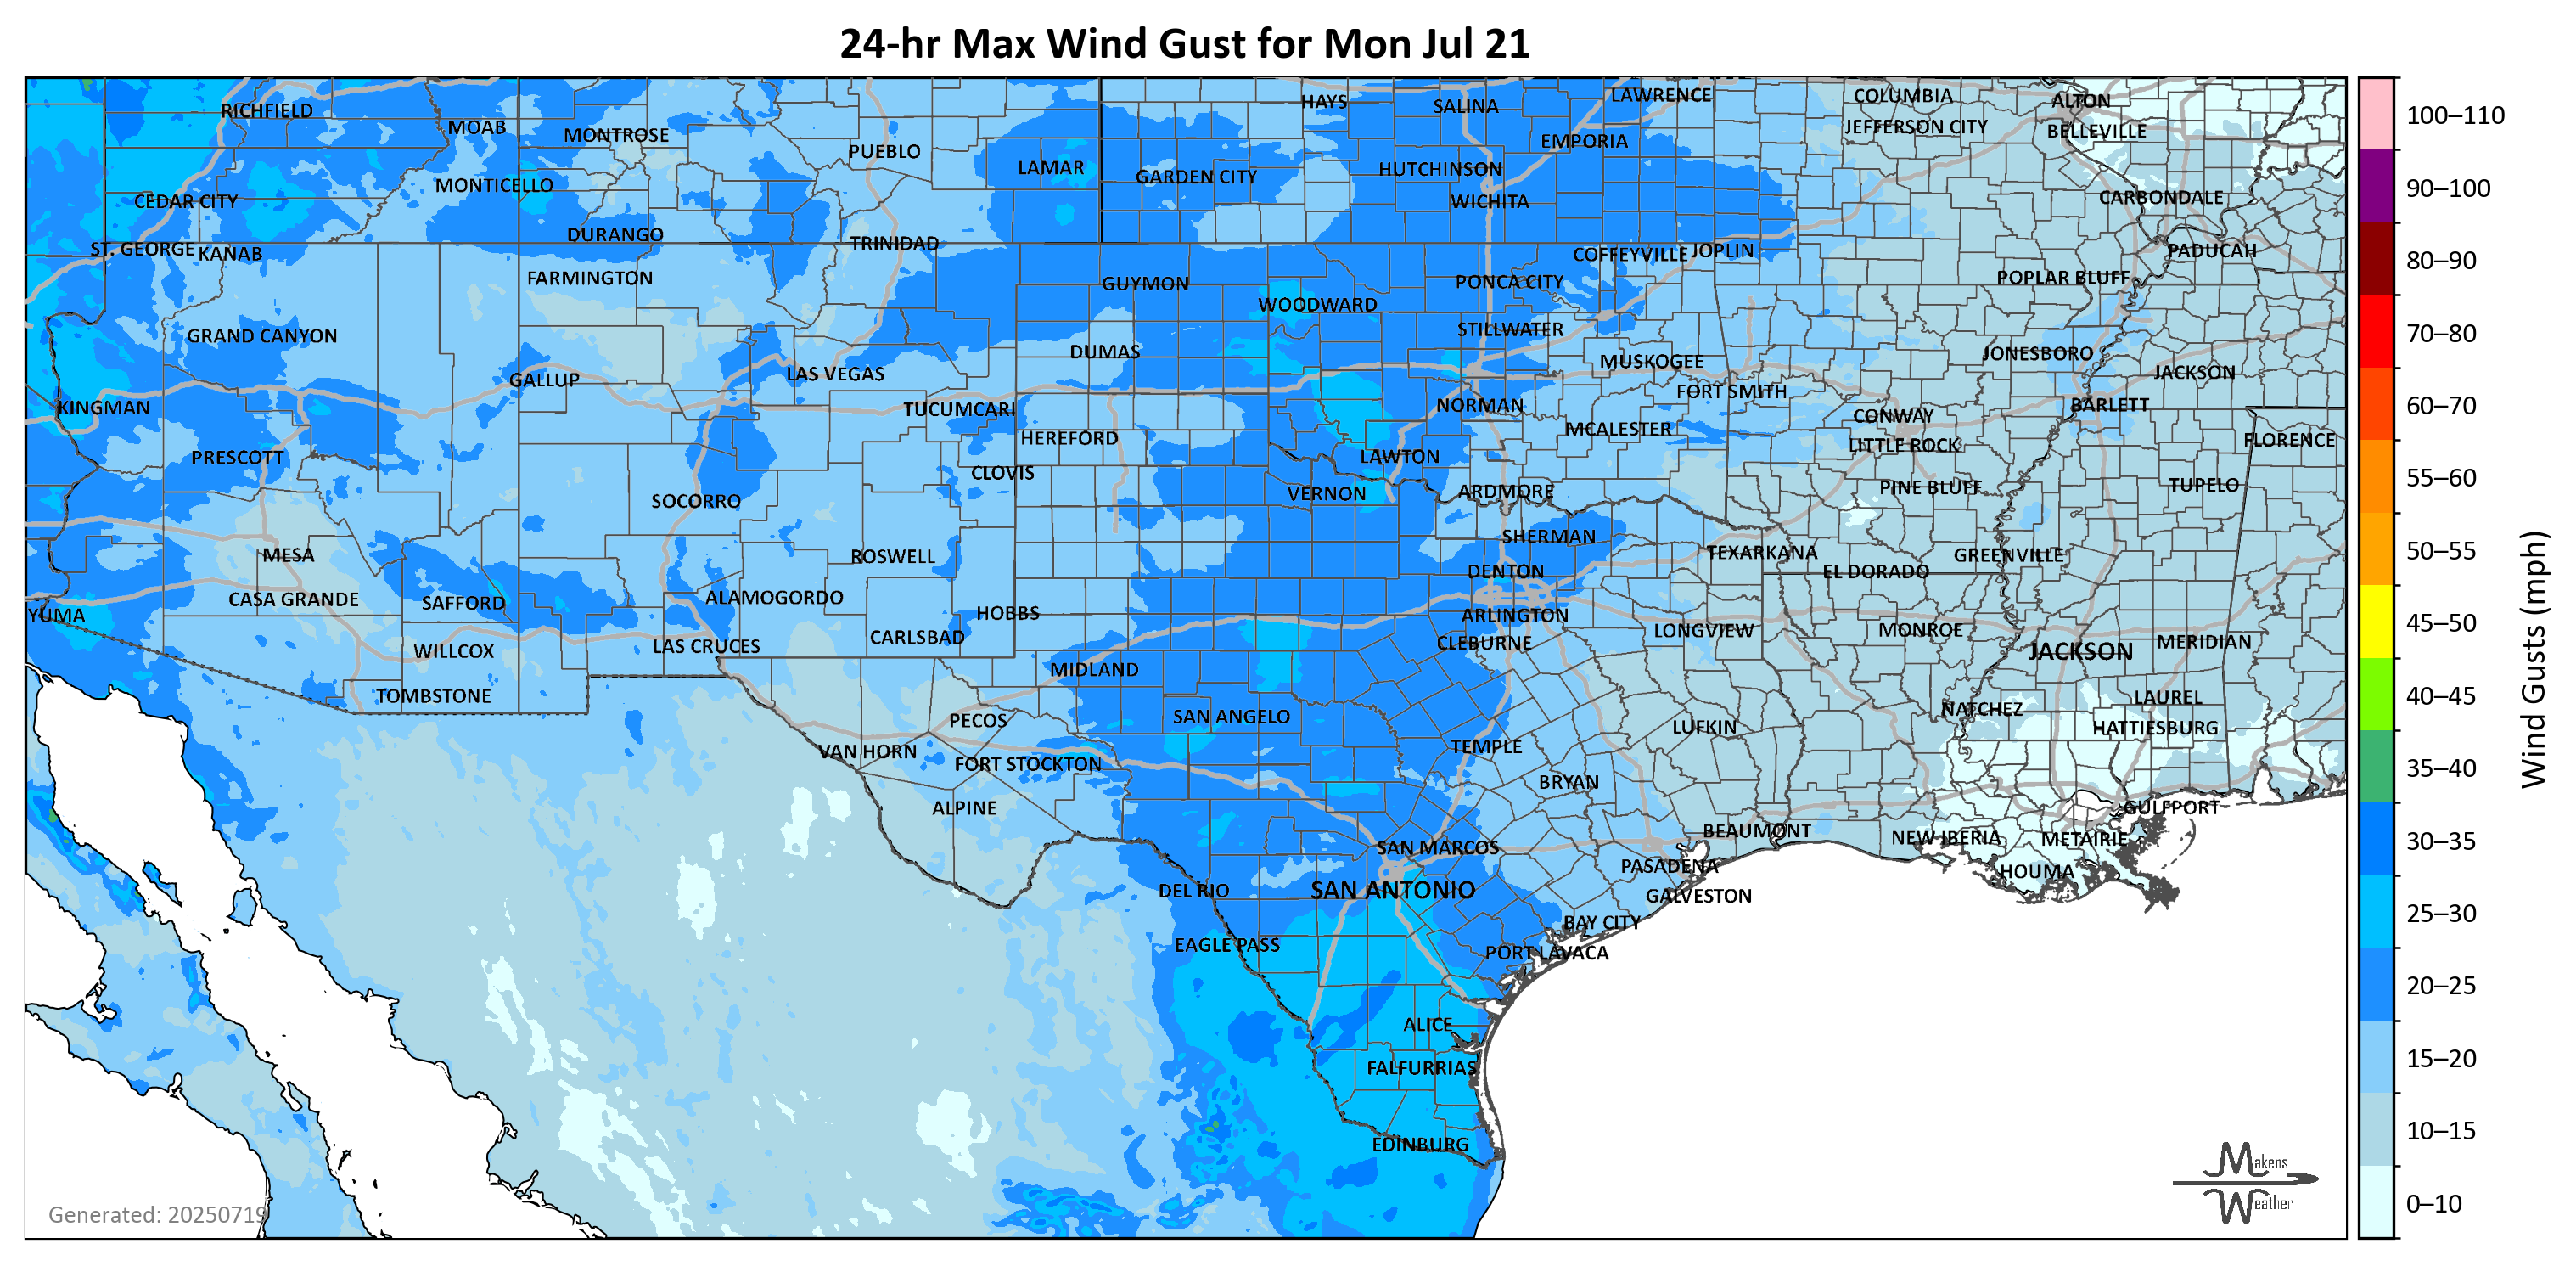 24-hr Max Wind Gust for Mon Jul 21
RICHFIELD
MOAB
MONTROSE
PUEBLO
LAMAR
HAYS
SALINA
LAWRENCE
COLUMBIA
ALTON
EMPORIA
JEFFERSON CITY
BELLEVILLE
MONTICELLO
GARDEN CITY
HUTCHINSON
CEDAR CITY
WICHITA
CARBONDALE
DURANGO
ST. GEORGE
KANAB
TRINIDAD
COFFEYVILLE
JOPLIN
PADUCAH
FARMINGTON
GUYMON
PONCA CITY
POPLAR BLUFF
WOODWARD
GRAND CANYON
STILLWATER
DUMAS
MUSKOGEE
JONESBORO
GALLUP
LAS VEGAS
FORT SMITH
JACKSON
KINGMAN
TUCUMCARI
NORMAN
CONWAY
BARLETT
HEREFORD
MCALESTER
LITTLE ROCK
FLORENCE
PRESCOTT
CLOVIS
LAWTON
SOCORRO
VERNON
ARDMORE
PINE BLUFF
TUPELO
MESA
ROSWELL
SHERMAN
TEXARKANA
GREENVILLE
DENTON
EL DORADO
CASA GRANDE
SAFFORD
ALAMOGORDO
HOBBS
YUMA
ARLINGTON
CARLSBAD
CLEBURNE
LONGVIEW
MONROE
MERIDIAN
WILLCOX
LAS CRUCES
JACKSON
MIDLAND
TOMBSTONE
LAUREL
PECOS
SAN ANGELO
NATCHEZ
LUFKIN
HATTIESBURG
VAN HORN
FORT STOCKTON
TEMPLE
BRYAN
ALPINE
GULFPORT
BEAUMONT
NEW IBERIA
METAIRIE
SAN MARCOS
PASADENA
HOUMA
DEL RIO
SAN ANTONIO
GALVESTON
BAY CITY
EAGLE PASS
PORT LAVACA
ALICE
FALFURRIAS
EDINBURG
Generated: 20250719
Makens
Weather
100–110
90–100
80–90
70–80
60–70
55–60
50–55
45–50
40–45
35–40
30–35
25–30
20–25
15–20
10–15
0–10
Wind Gusts (mph)